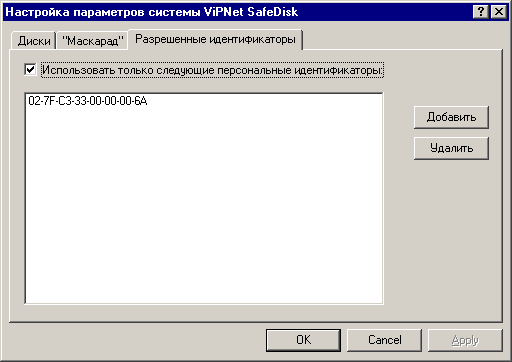 Настройка параметров системы ViPNet SafeDisk
Диски "Маскарад" Разрешенные идентификаторы
Использовать только следующие персональные идентификаторы:
02-7F-C3-33-00-00-00-6A
Добавить
Удалить
OK Cancel Apply